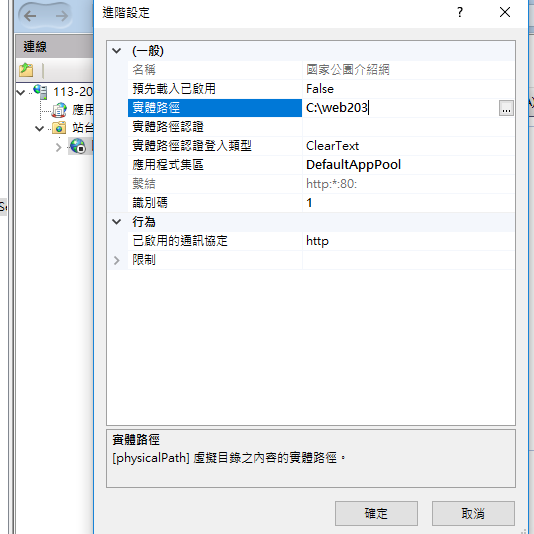 進階設定
?
連線
113-20
應用
站台
(一般)
名稱 國家公園介紹網
預先載入已啟用 False
實體路徑 C:\web203 ...
實體路徑認證
實體路徑認證登入類型 ClearText
應用程式集區 DefaultAppPool
繫結 http:*:80:
識別碼 1
行為
已啟用的通訊協定 http
限制
實體路徑
[physicalPath] 虛擬目錄之內容的實體路徑。
確定 取消